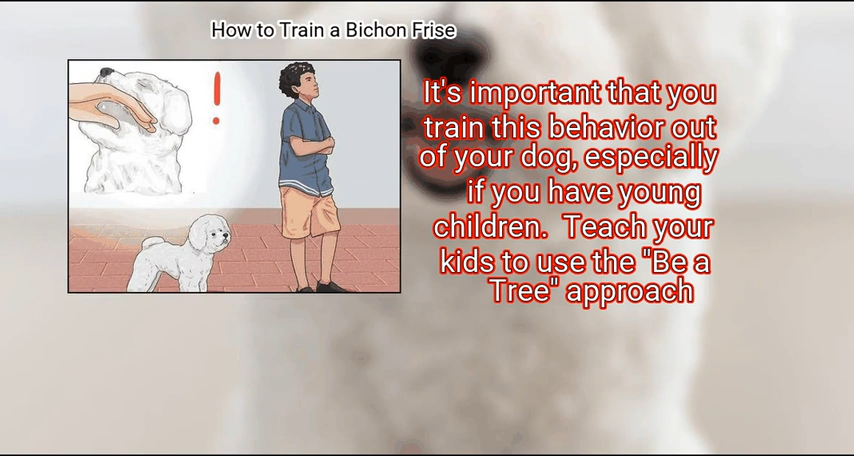 How to Train a Bichon Frise
!
It's important that you
train this behavior out
of your dog, especially
if you have young
children. Teach your
kids to use the "Be a
Tree" approach